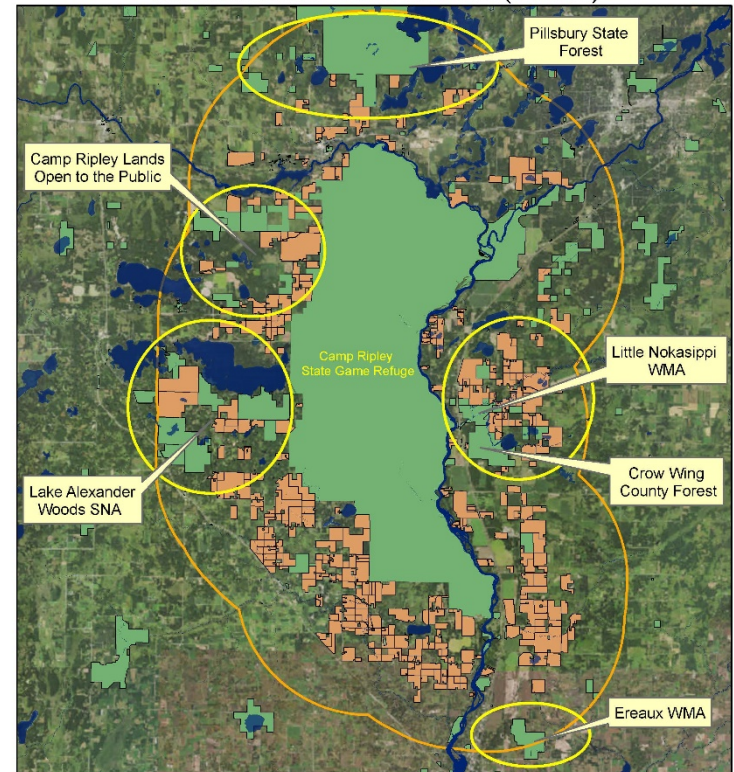 Pillsbury State
Forest
Camp Ripley Lands
Open to the Public
Camp Ripley
State Game Refuge
Little Nokasippi
WMA
Crow Wing
County Forest
Lake Alexander
Woods SNA
Ereaux WMA